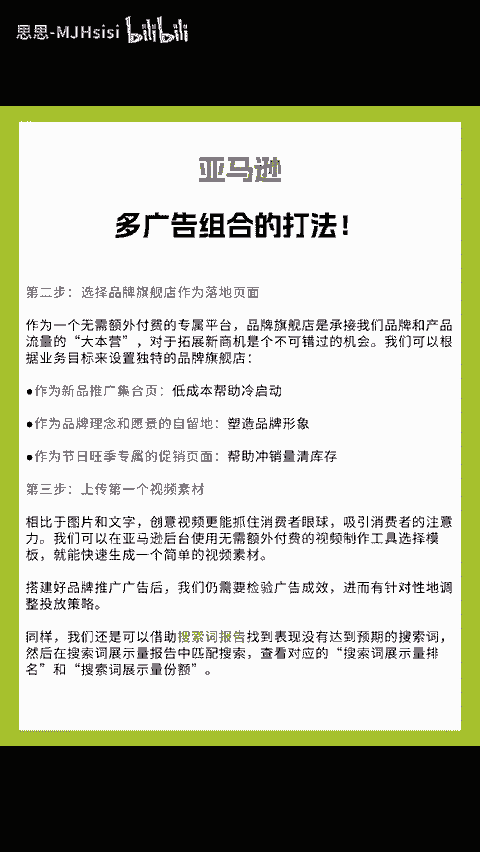 思思-MJHsisi bilibili
亚马逊
多广告组合的打法！
第二步：选择品牌旗舰店作为落地页面
作为一个无需额外付费的专属平台，品牌旗舰店是承接我们品牌和产品
流量的“大本营”，对于拓展新商机是个不可错过的机会。我们可以根
据业务目标来设置独特的品牌旗舰店：
●作为新品推广集合页：低成本帮助冷启动
●作为品牌理念和愿景的自留地：塑造品牌形象
●作为节日旺季专属的促销页面：帮助冲销量清库存
第三步：上传第一个视频素材
相比于图片和文字，创意视频更能抓住消费者眼球，吸引消费者的注意
力。我们可以在亚马逊后台使用无需额外付费的视频制作工具选择模
板，就能快速生成一个简单的视频素材。
搭建好品牌推广广告后，我们仍需要检验广告成效，进而有针对性地调
整投放策略。
同样，我们还是可以借助搜索词报告找到表现没有达到预期的搜索词，
然后在搜索词展示量报告中匹配搜索，查看对应的“搜索词展示量排
名”和“搜索词展示量份额”。